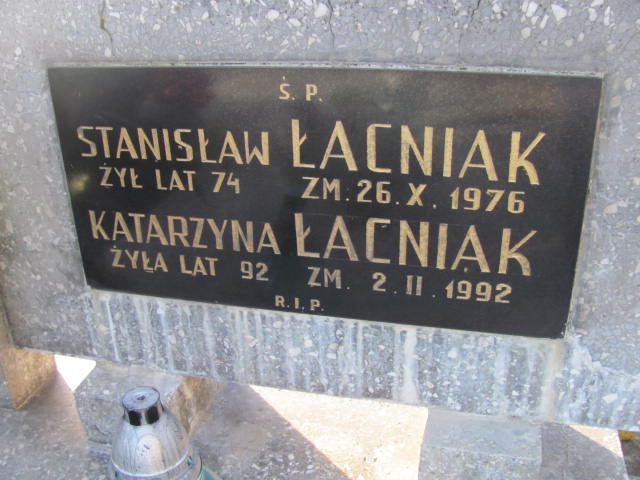 Ś. P.
STANISŁAW ŁACNIAK
ŻYŁ LAT 74 ZM. 26. X. 1976
KATARZYNA ŁACNIAK
ŻYŁA LAT 92 ZM. 2. II. 1992
R. I. P.